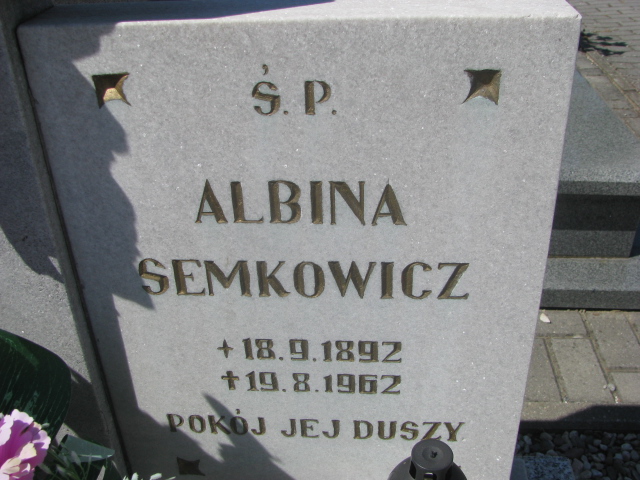 Ś. P.
ALBINA
SEMKOWICZ
+ 18.9.1892
+ 19.8.1962
POKÓJ JEJ DUSZY